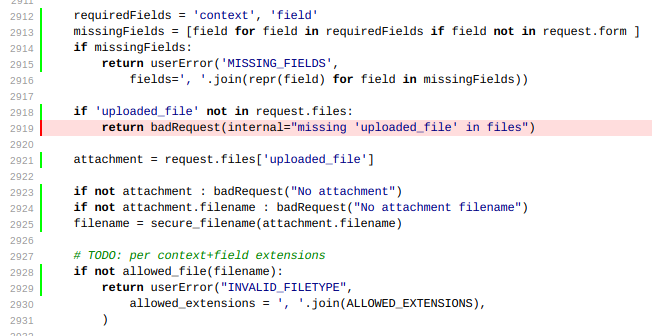 2911
2912 requiredFields = 'context', 'field'
2913 missingFields = [field for field in requiredFields if field not in request.form ]
2914 if missingFields:
2915 return userError('MISSING_FIELDS',
2916 fields=', '.join(repr(field) for field in missingFields))
2917
2918 if 'uploaded_file' not in request.files:
2919 return badRequest(internal="missing 'uploaded_file' in files")
2920
2921 attachment = request.files['uploaded_file']
2922
2923 if not attachment : badRequest("No attachment")
2924 if not attachment.filename : badRequest("No attachment filename")
2925 filename = secure_filename(attachment.filename)
2926
2927 # TODO: per context+field extensions
2928 if not allowed_file(filename):
2929 return userError("INVALID_FILETYPE",
2930 allowed_extensions = ', '.join(ALLOWED_EXTENSIONS),
2931 )